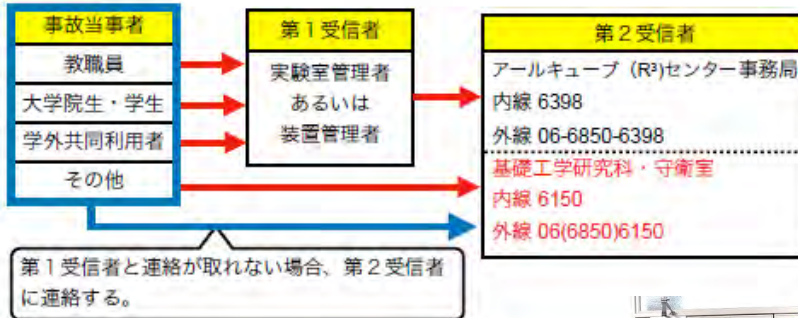 事故当事者
教職員
大学院生・学生
学外共同利用者
その他
第１受信者
実験室管理者
あるいは
装置管理者
第２受信者
アールキューブ（R³)センター事務局
内線 6398
外線 06-6850-6398
基礎工学研究科・守衛室
内線 6150
外線 06(6850)6150
第１受信者と連絡が取れない場合、第２受信者
に連絡する。